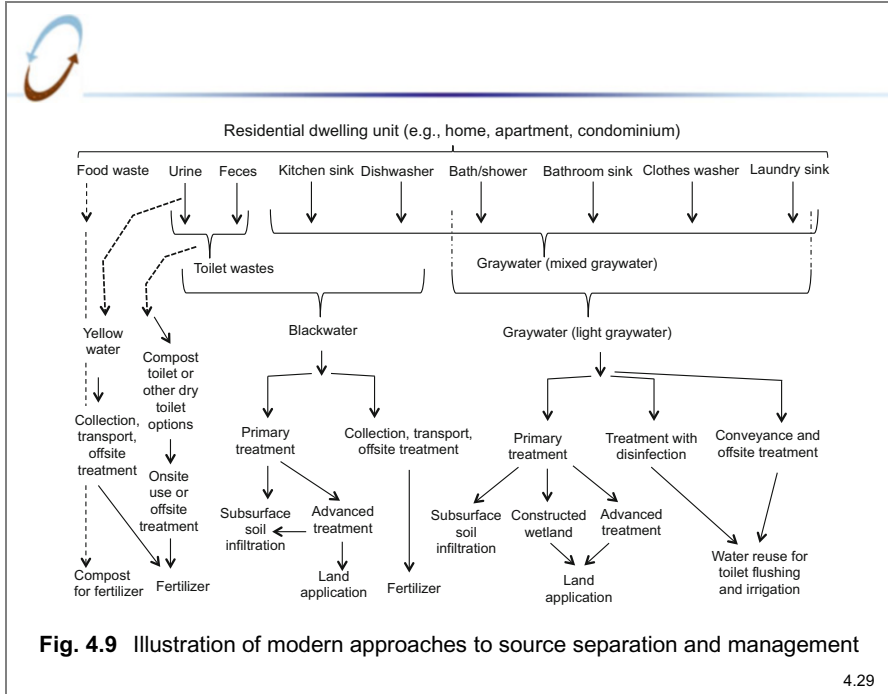 Residential dwelling unit (e.g., home, apartment, condominium)
Food waste
Urine
Feces
Kitchen sink
Dishwasher
Bath/shower
Bathroom sink
Clothes washer
Laundry sink
Toilet wastes
Graywater (mixed graywater)
Blackwater
Graywater (light graywater)
Yellow
water
Compost
toilet or
other dry
toilet
options
Collection,
transport,
offsite
treatment
Primary
treatment
Collection, transport,
offsite treatment
Primary
treatment
Treatment with
disinfection
Conveyance and
offsite treatment
Onsite
use or
offsite
treatment
Subsurface
soil
infiltration
Advanced
treatment
Subsurface
soil
infiltration
Constructed
wetland
Advanced
treatment
Water reuse for
toilet flushing
and irrigation
Compost
for fertilizer
Fertilizer
Land
application
Fertilizer
Land
application
Fig. 4.9 Illustration of modern approaches to source separation and management
4.29